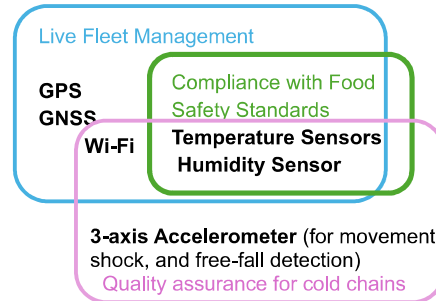 Live Fleet Management
GPS
GNSS
Wi-Fi
Compliance with Food
Safety Standards
Temperature Sensors
Humidity Sensor
3-axis Accelerometer (for movement
shock, and free-fall detection)
Quality assurance for cold chains